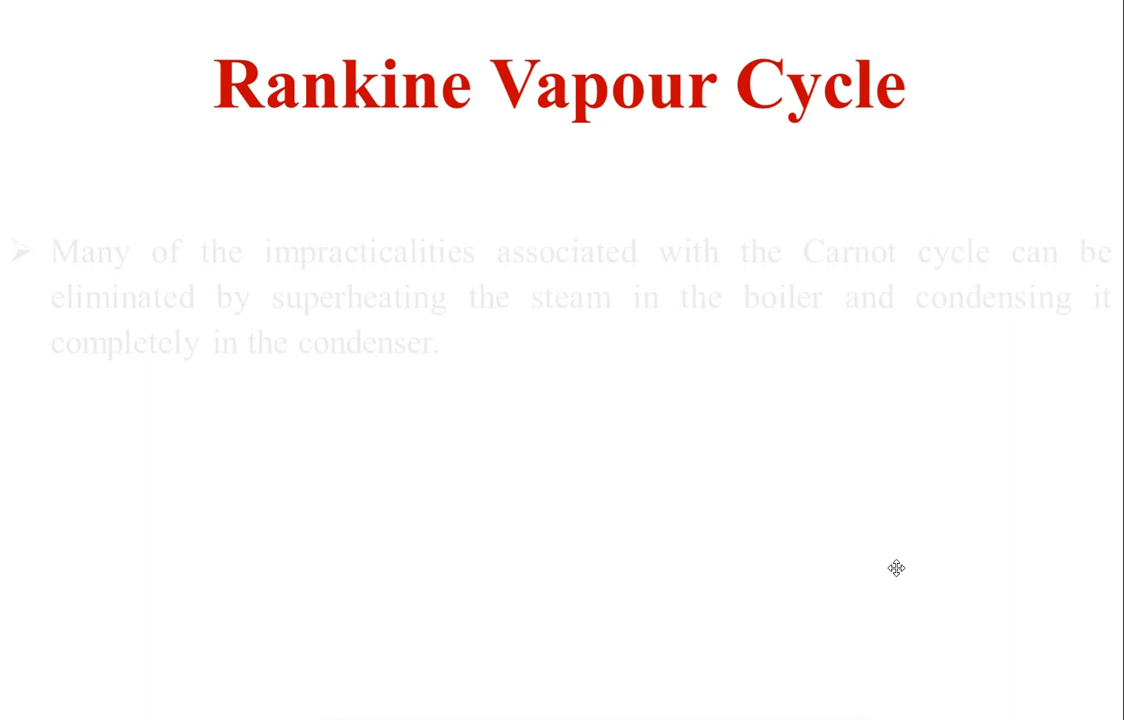 Rankine Vapour Cycle
➢ Many of the impracticalities associated with the Carnot cycle can be
eliminated by superheating the steam in the boiler and condensing it
completely in the condenser.